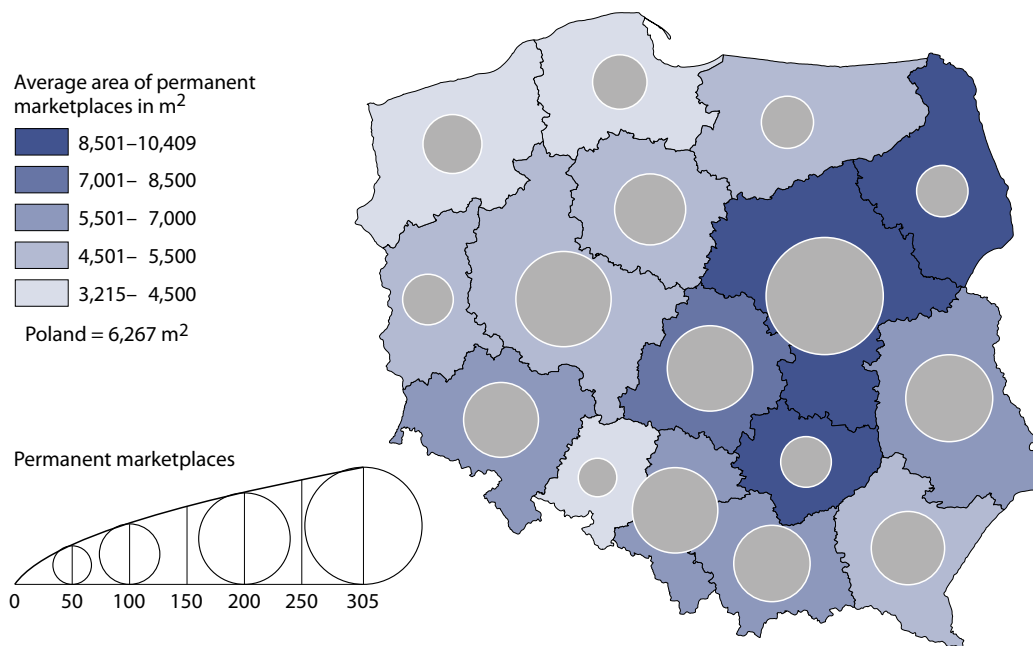 Average area of permanent
marketplaces in m²
8,501–10,409
7,001– 8,500
5,501– 7,000
4,501– 5,500
3,215– 4,500
Poland = 6,267 m²
Permanent marketplaces
0 50 100 150 200 250 305